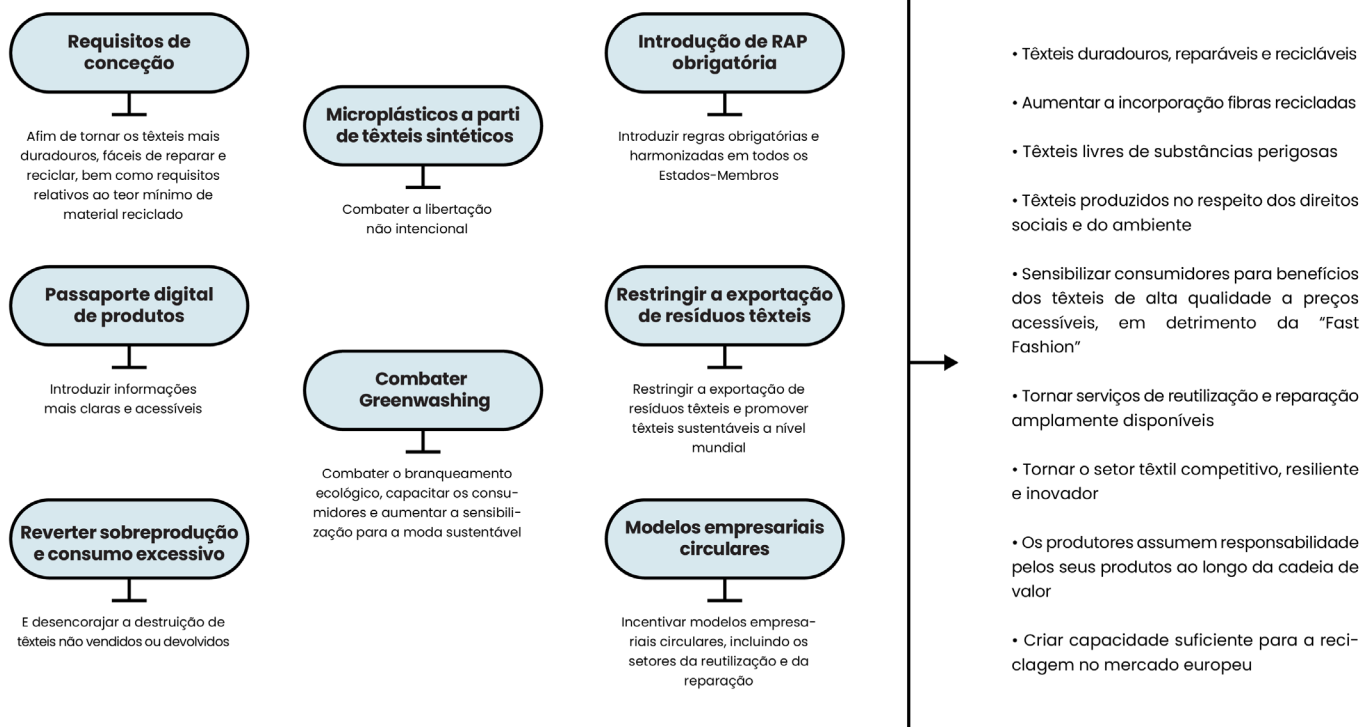 Requisitos de
conceção
Afim de tornar os têxteis mais
duradouros, fáceis de reparar e
reciclar, bem como requisitos
relativos ao teor mínimo de
material reciclado
Passaporte digital
de produtos
Introduzir informações
mais claras e acessíveis
Reverter sobreprodução
e consumo excessivo
E desencorajar a destruição de
têxteis não vendidos ou devolvidos
Microplásticos a parti
de têxteis sintéticos
Combater a libertação
não intencional
Combater
Greenwashing
Combater o branqueamento
ecológico, capacitar os consu-
midores e aumentar a sensibili-
zação para a moda sustentável
Introdução de RAP
obrigatória
Introduzir regras obrigatórias e
harmonizadas em todos os
Estados-Membros
Restringir a exportação
de resíduos têxteis
Restringir a exportação de
resíduos têxteis e promover
têxteis sustentáveis a nível
mundial
Modelos empresariais
circulares
Incentivar modelos empresa-
riais circulares, incluindo os
setores da reutilização e da
reparação
• Têxteis duradouros, reparáveis e recicláveis
• Aumentar a incorporação fibras recicladas
• Têxteis livres de substâncias perigosas
• Têxteis produzidos no respeito dos direitos
sociais e do ambiente
• Sensibilizar consumidores para benefícios
dos têxteis de alta qualidade a preços
acessíveis, em detrimento da “Fast
Fashion”
• Tornar serviços de reutilização e reparação
amplamente disponíveis
• Tornar o setor têxtil competitivo, resiliente
e inovador
• Os produtores assumem responsabilidade
pelos seus produtos ao longo da cadeia de
valor
• Criar capacidade suficiente para a reci-
clagem no mercado europeu